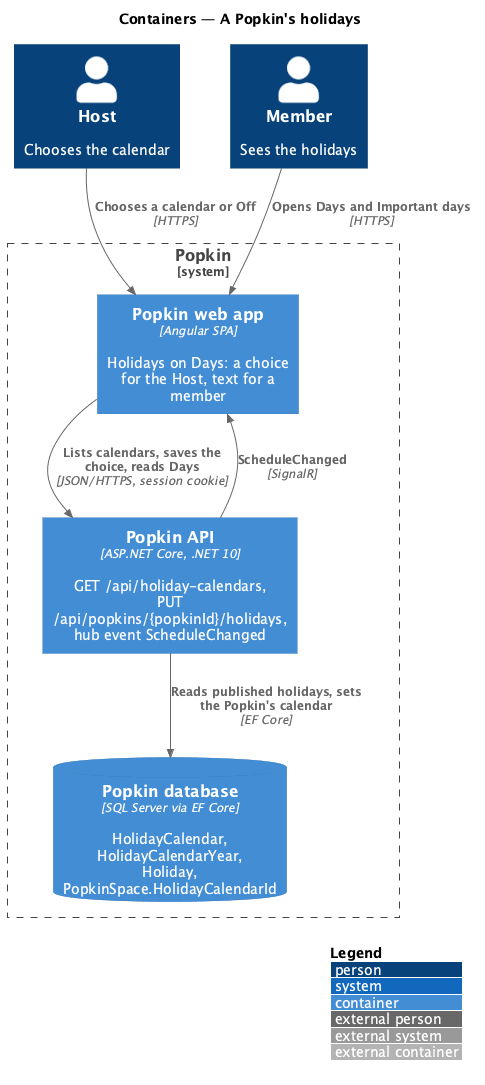 Containers — A Popkin's holidays
Host
Chooses the calendar
Member
Sees the holidays
Chooses a calendar or Off
[HTTPS]
Opens Days and Important days
[HTTPS]
Popkin
[system]
Popkin web app
[Angular SPA]
Holidays on Days: a choice
for the Host, text for a
member
Lists calendars, saves the
choice, reads Days
[JSON/HTTPS, session cookie]
ScheduleChanged
[SignalR]
Popkin API
[ASP.NET Core, .NET 10]
GET /api/holiday-calendars,
PUT
/api/popkins/{popkinId}/holidays,
hub event ScheduleChanged
Reads published holidays, sets
the Popkin's calendar
[EF Core]
Popkin database
[SQL Server via EF Core]
HolidayCalendar,
HolidayCalendarYear,
Holiday,
PopkinSpace.HolidayCalendarId
Legend
person
system
container
external person
external system
external container